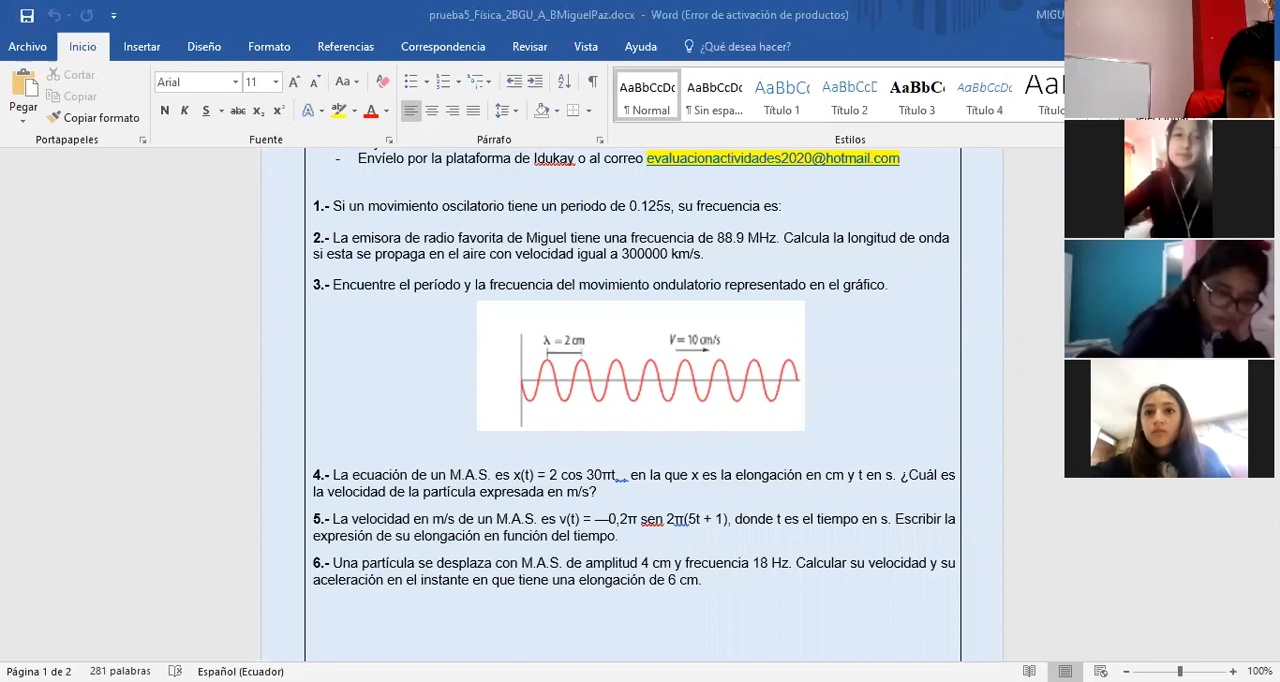 prueba5_Física_2BGU_A_BMiguelPaz.docx - Word (Error de activación de productos)
MIGU
Archivo Inicio Insertar Diseño Formato Referencias Correspondencia Revisar Vista Ayuda ¿Qué desea hacer?
Pegar
Cortar
Copiar
Copiar formato
Portapapeles
Arial 11
Aa
N K S abc x₂ x²
A A
Fuente
Párrafo
AaBbCcDc AaBbCcDc AaBbCc AaBbCcD AaBbC AaBbCcDc Aa
¶ Normal ¶ Sin espa... Título 1 Título 2 Título 3 Título 4 Título
Estilos
- Envíelo por la plataforma de Idukay o al correo evaluacionactividades2020@hotmail.com
1.- Si un movimiento oscilatorio tiene un periodo de 0.125s, su frecuencia es:
2.- La emisora de radio favorita de Miguel tiene una frecuencia de 88.9 MHz. Calcula la longitud de onda
si esta se propaga en el aire con velocidad igual a 300000 km/s.
3.- Encuentre el período y la frecuencia del movimiento ondulatorio representado en el gráfico.
λ = 2 cm V = 10 cm/s
4.- La ecuación de un M.A.S. es x(t) = 2 cos 30πt, en la que x es la elongación en cm y t en s. ¿Cuál es
la velocidad de la partícula expresada en m/s?
5.- La velocidad en m/s de un M.A.S. es v(t) = —0,2π sen 2π(5t + 1), donde t es el tiempo en s. Escribir la
expresión de su elongación en función del tiempo.
6.- Una partícula se desplaza con M.A.S. de amplitud 4 cm y frecuencia 18 Hz. Calcular su velocidad y su
aceleración en el instante en que tiene una elongación de 6 cm.
Página 1 de 2 281 palabras Español (Ecuador) 100%